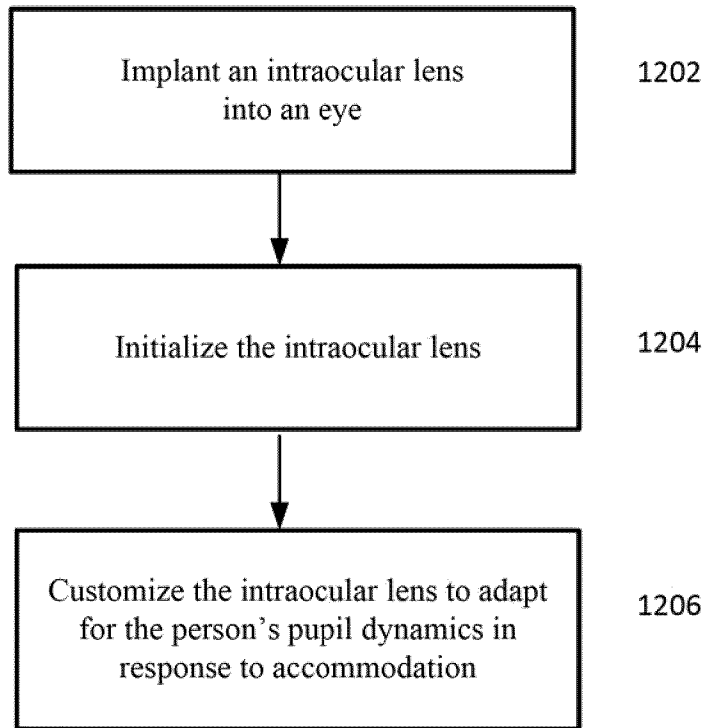 Implant an intraocular lens
into an eye
1202
Initialize the intraocular lens
1204
Customize the intraocular lens to adapt
for the person's pupil dynamics in
response to accommodation
1206